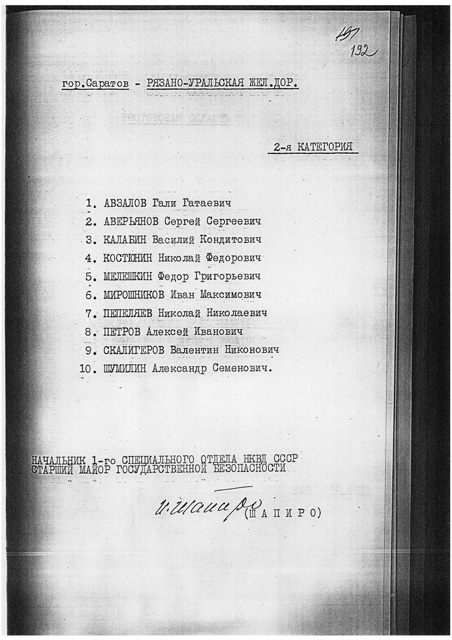 192
гор.Саратов - РЯЗАНО-УРАЛЬСКАЯ ЖЕЛ.ДОР.
2-я КАТЕГОРИЯ
1. АВЗАЛОВ Гали Гатаевич
2. АВЕРЬЯНОВ Сергей Сергеевич
3. КАЛАБИН Василий Кондитович
4. КОСТЮНИН Николай Федорович
5. МЕЛЕШКИН Федор Григорьевич
6. МИРОШНИКОВ Иван Максимович
7. ПЕПЕЛЯЕВ Николай Николаевич
8. ПЕТРОВ Алексей Иванович
9. СКАЛИГЕРОВ Валентин Никонович
10. ШУМИЛИН Александр Семенович.
НАЧАЛЬНИК 1-го СПЕЦИАЛЬНОГО ОТДЕЛА НКВД СССР
СТАРШИЙ МАЙОР ГОСУДАРСТВЕННОЙ БЕЗОПАСНОСТИ
И.Шапиро
(ШАПИРО)